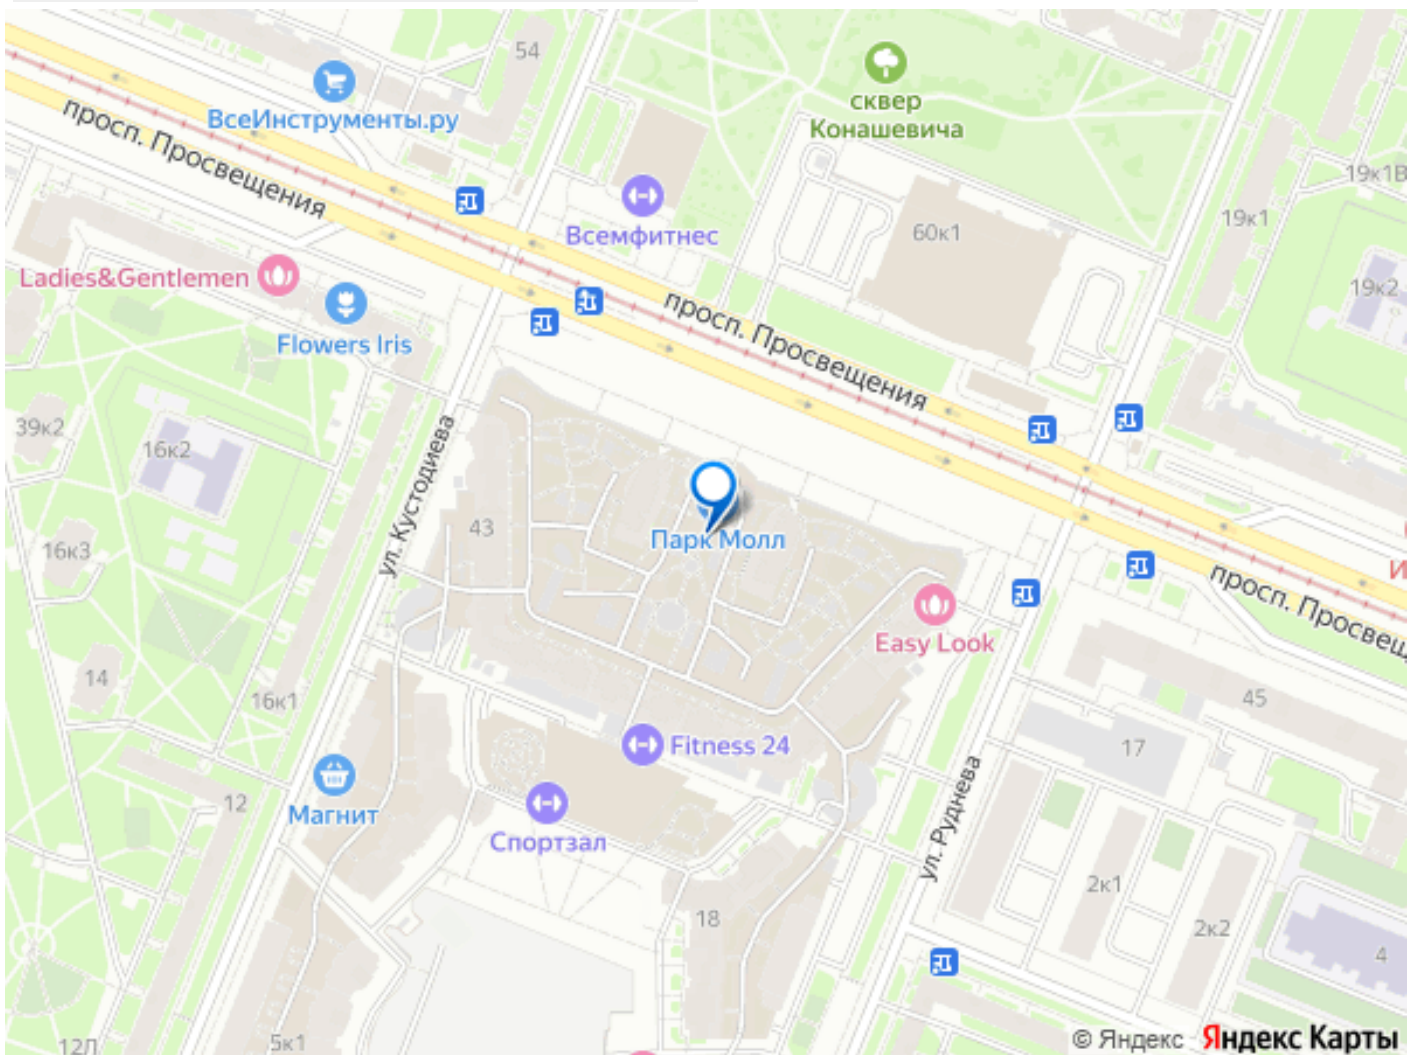 54
ВсеИнструменты.ру
сквер
Конашевича
просп. Просвещения
19к1В
19к1
Всемфитнес
60к1
Ladies&Gentlemen
19к2
Flowers Iris
просп. Просвещения
39к2
16к2
ул. Кустодиева
43
Парк Молл
16к3
просп. Просвещ
Easy Look
14
16к1
45
17
Fitness 24
12
Магнит
Спортзал
ул. Руднева
2к1
18
2к2
4
12Л
5к1
© Яндекс Яндекс Карты